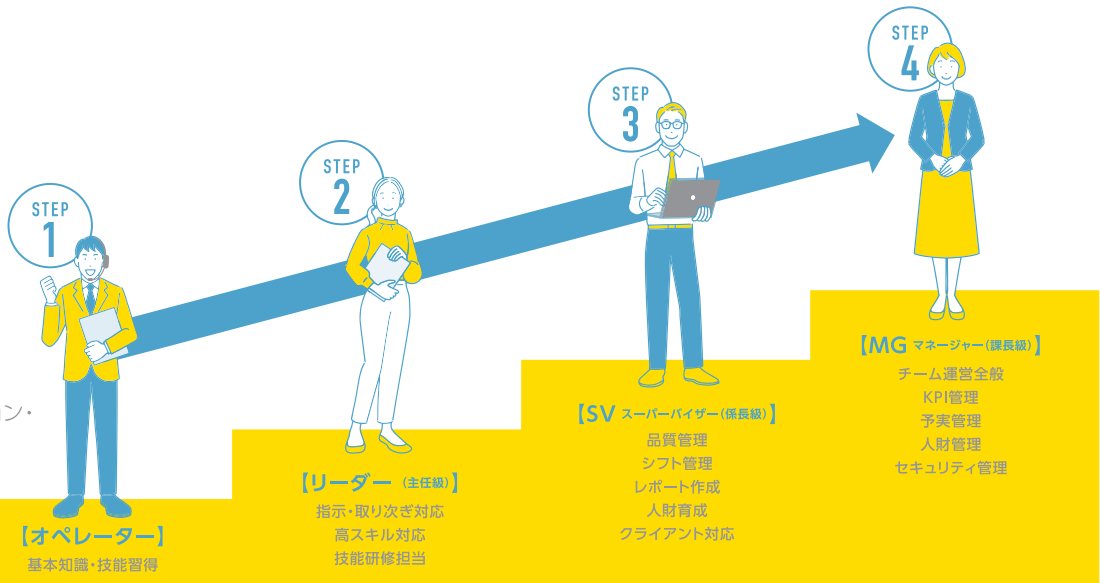 STEP
1
【オペレーター】
基本知識・技能習得
STEP
2
【リーダー（主任級）】
指示・取り次ぎ対応
高スキル対応
技能研修担当
STEP
3
【SV スーパーバイザー（係長級）】
品質管理
シフト管理
レポート作成
人財育成
クライアント対応
STEP
4
【MG マネージャー（課長級）】
チーム運営全般
KPI管理
予実管理
人財管理
セキュリティ管理
ン・